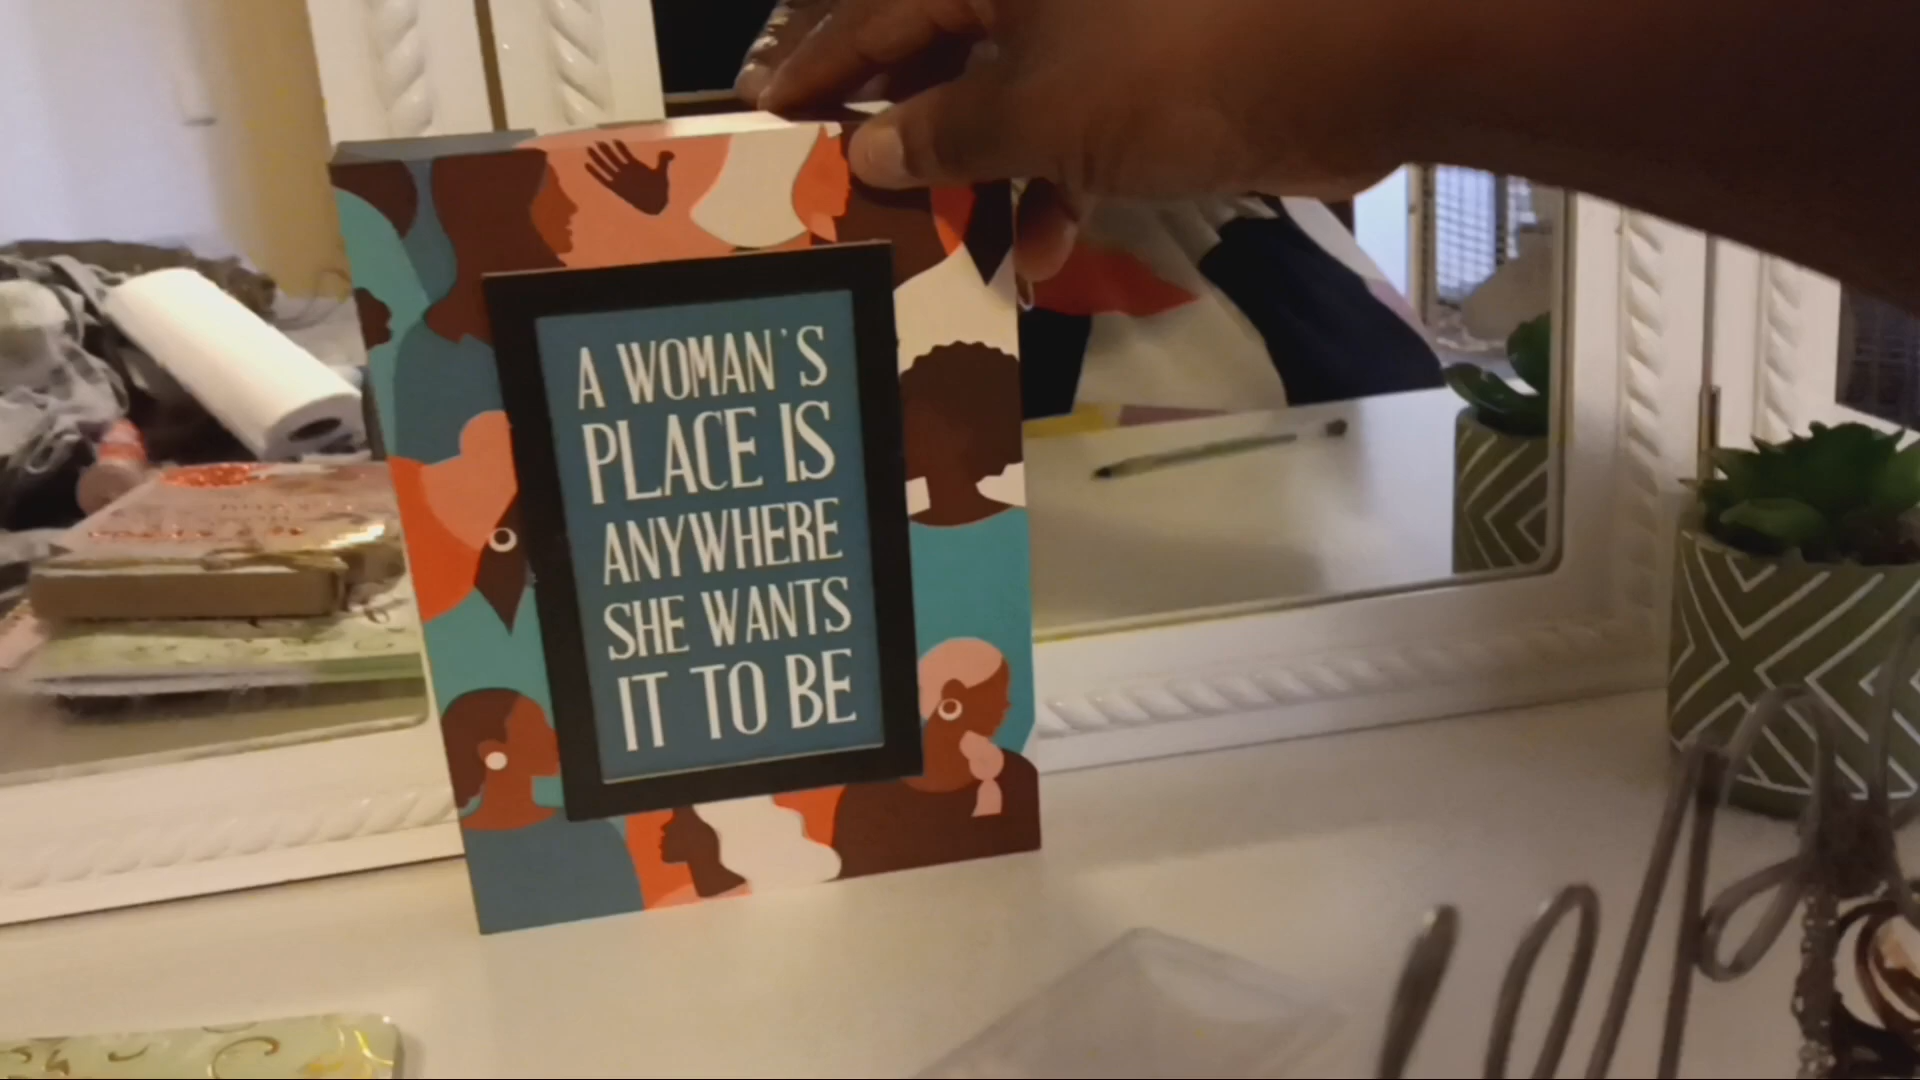 A WOMAN'S
PLACE IS
ANYWHERE
SHE WANTS
IT TO BE